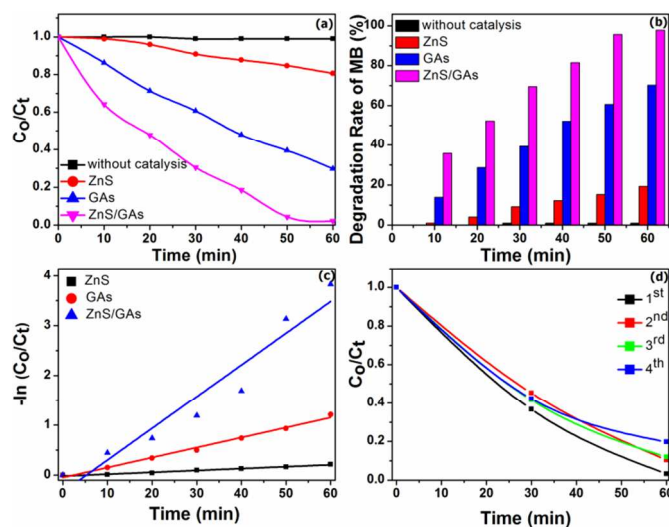 (a)
C₀/Cₜ
1.0
0.8
0.6
0.4
0.2
0.0
without catalysis
ZnS
GAs
ZnS/GAs
0 10 20 30 40 50 60
Time (min)
(b)
Degradation Rate of MB (%)
80
60
40
20
0
without catalysis
ZnS
GAs
ZnS/GAs
0 10 20 30 40 50 60
Time (min)
(c)
-ln (C₀/Cₜ)
4
3
2
1
0
ZnS
GAs
ZnS/GAs
0 10 20 30 40 50 60
Time (min)
(d)
C₀/Cₜ
1.0
0.8
0.6
0.4
0.2
0.0
1ˢᵗ
2ⁿᵈ
3ʳᵈ
4ᵗʰ
0 30 60
Time (min)